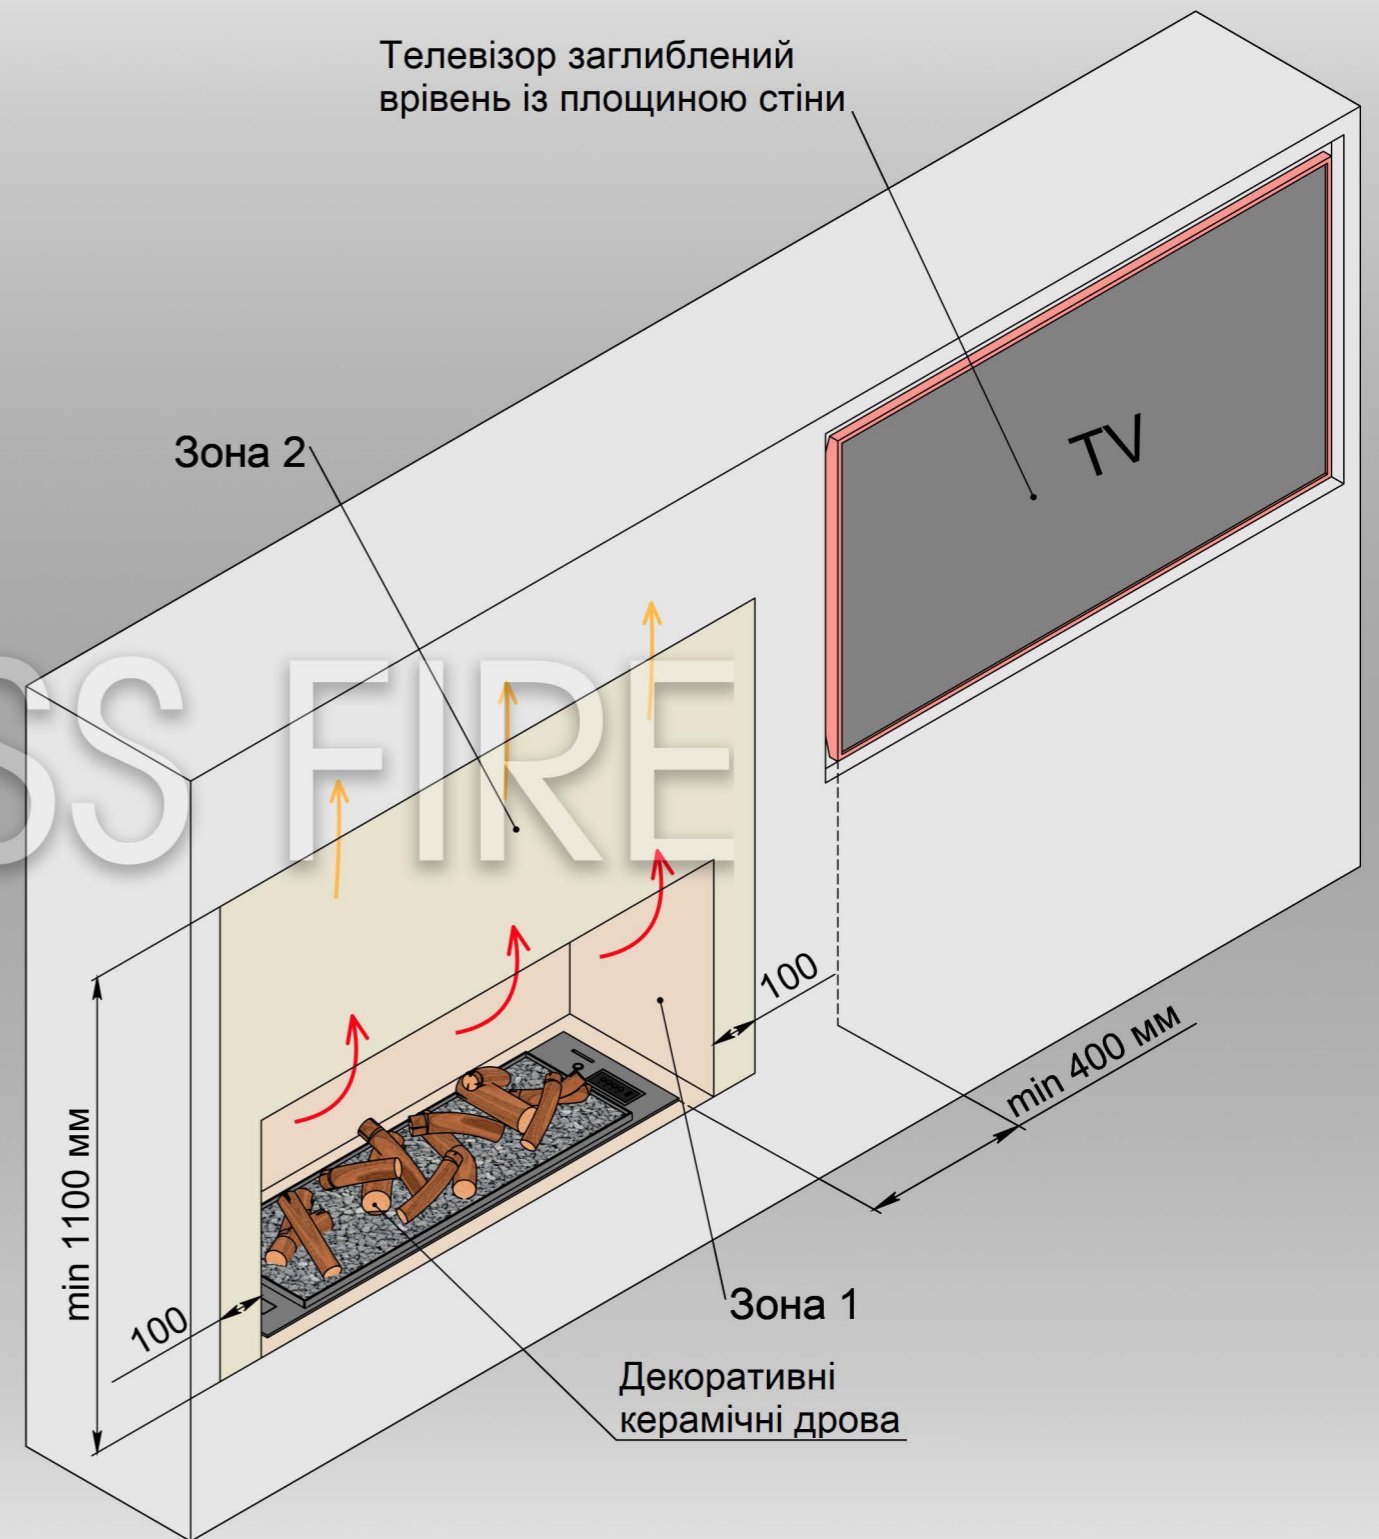 Телевізор заглиблений
врівень із площиною стіни
TV
Зона 2
SS FIRE
100
min 400 мм
min 1100 мм
100
Зона 1
Декоративні
керамічні дрова